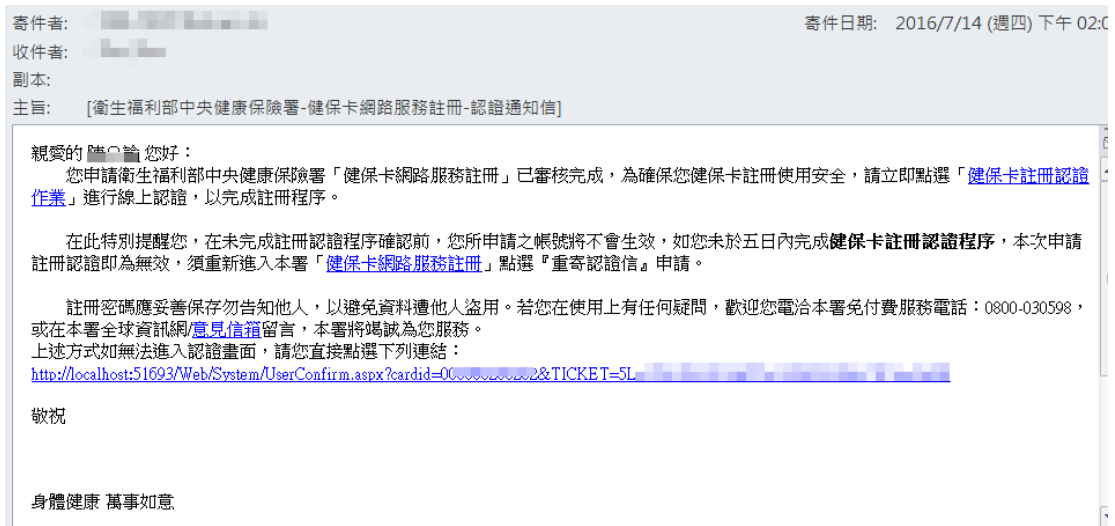 寄件者:
寄件日期: 2016/7/14 (週四) 下午 02:0
收件者:
副本:
主旨: [衛生福利部中央健康保險署-健保卡網路服務註冊-認證通知信]
親愛的 您好：
您申請衛生福利部中央健康保險署「健保卡網路服務註冊」已審核完成，為確保您健保卡註冊使用安全，請立即點選「健保卡註冊認證
作業」進行線上認證，以完成註冊程序。
在此特別提醒您，在未完成註冊認證程序確認前，您所申請之帳號將不會生效，如您未於五日內完成健保卡註冊認證程序，本次申請
註冊認證即為無效，須重新進入本署「健保卡網路服務註冊」點選『重寄認證信』申請。
註冊密碼應妥善保存勿告知他人，以避免資料遭他人盜用。若您在使用上有任何疑問，歡迎您電洽本署免付費服務電話：0800-030598，
或在本署全球資訊網/意見信箱留言，本署將竭誠為您服務。
上述方式如無法進入認證畫面，請您直接點選下列連結：
http://localhost:51693/Web/System/UserConfirm.aspx?cardid=00 &TICKET=5L
敬祝
身體健康 萬事如意